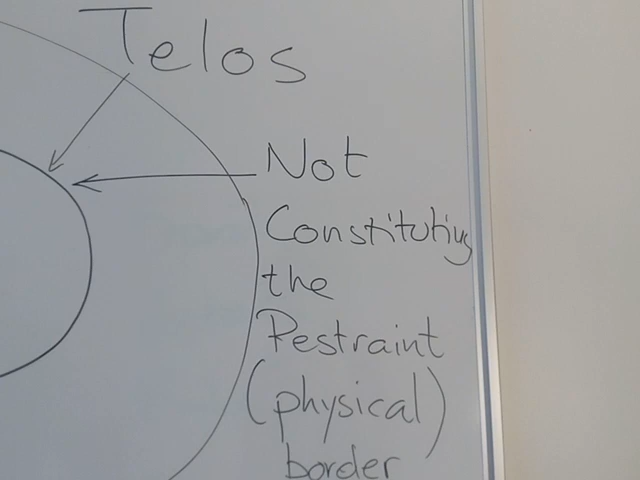 Telos
Not
Constituting
the
Restraint
(physical)
border